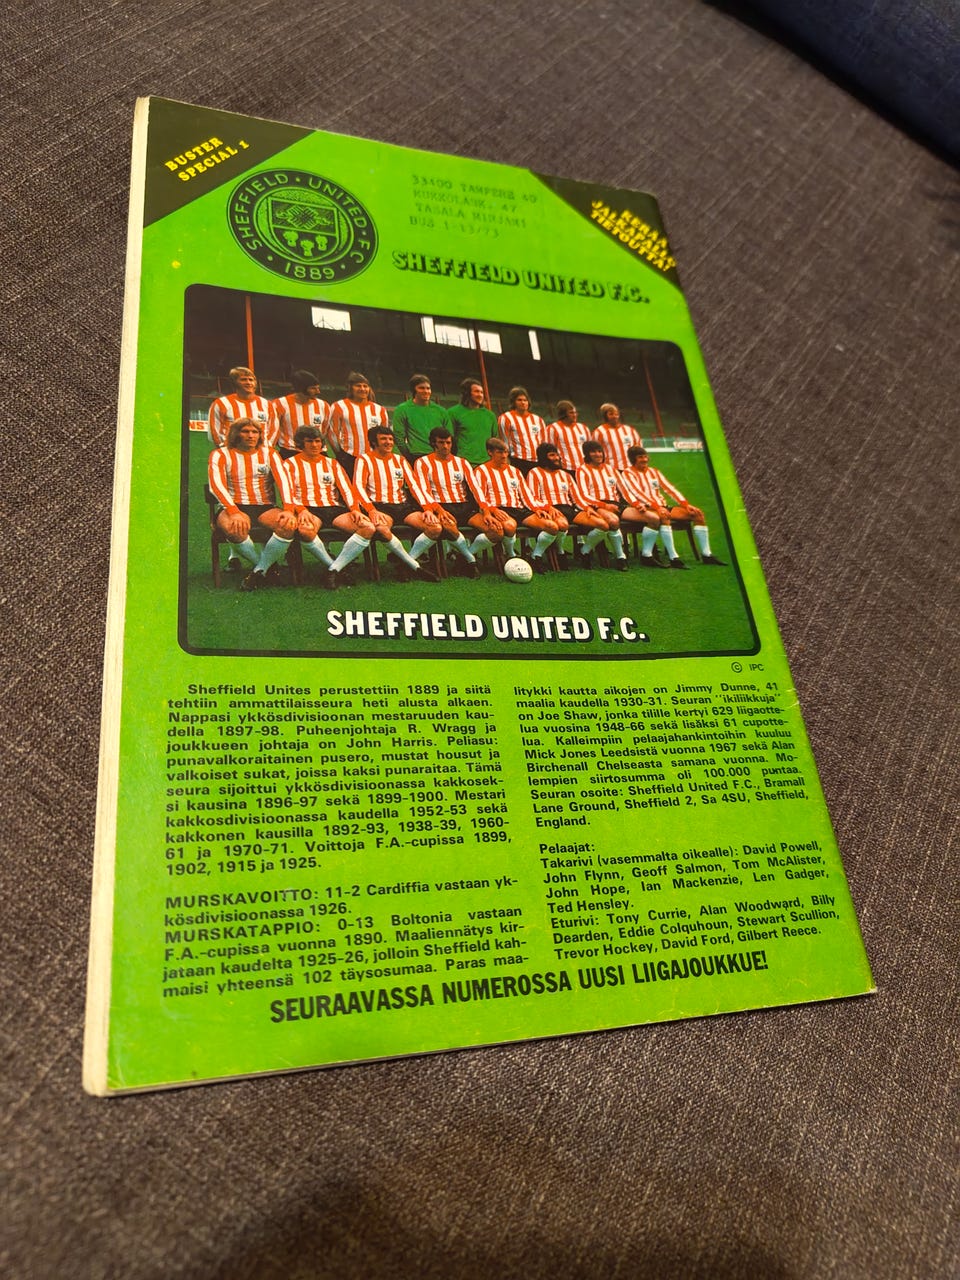 BUSTER
SPECIAL 1
SHEFFIELD · UNITED · F C
· 1889 ·
33400 TAMPERE 40
TASALA MIRJAMI
BUS 1-13/73
KERÄÄ
JALKAPALLO-
TIETOUTTA!
SHEFFIELD UNITED F.C.
SHEFFIELD UNITED F.C.
© IPC
Sheffield Unites perustettiin 1889 ja siitä
tehtiin ammattilaisseura heti alusta alkaen.
Nappasi ykkösdivisioonan mestaruuden kau-
della 1897-98. Puheenjohtaja R. Wragg ja
joukkueen johtaja on John Harris. Peliasu:
punavalkoraitainen pusero, mustat housut ja
valkoiset sukat, joissa kaksi punaraitaa. Tämä
seura sijoittui ykkösdivisioonassa kakkosek-
si kausina 1896-97 sekä 1899-1900. Mestari
kakkosdivisioonassa kaudella 1952-53 sekä
kakkonen kausilla 1892-93, 1938-39, 1960-
61 ja 1970-71. Voittoja F.A.-cupissa 1899,
1902, 1915 ja 1925.
MURSKAVOITTO: 11-2 Cardiffia vastaan yk-
kösdivisioonassa 1926.
MURSKATAPPIO: 0-13 Boltonia vastaan
F.A.-cupissa vuonna 1890. Maaliennätys kir-
jataan kaudelta 1925-26, jolloin Sheffield kah-
maisi yhteensä 102 täysosumaa. Paras maa-
litykki kautta aikojen on Jimmy Dunne, 41
maalia kaudella 1930-31. Seuran "ikiliikkuja"
on Joe Shaw, jonka tilille kertyi 629 liigaotte-
lua vuosina 1948-66 sekä lisäksi 61 cupotte-
lua. Kalleimpiin pelaajahankintoihin kuuluu
Mick Jones Leedsistä vuonna 1967 sekä Alan
Birchenall Chelseasta samana vuonna. Mo-
lempien siirtosumma oli 100.000 puntaa.
Seuran osoite: Sheffield United F.C., Bramall
Lane Ground, Sheffield 2, Sa 4SU, Sheffield,
England.
Pelaajat:
Takarivi (vasemmalta oikealle): David Powell,
John Flynn, Geoff Salmon, Tom McAlister,
John Hope, Ian Mackenzie, Len Gadger,
Ted Hensley.
Eturivi: Tony Currie, Alan Woodward, Billy
Dearden, Eddie Colquhoun, Stewart Scullion,
Trevor Hockey, David Ford, Gilbert Reece.
SEURAAVASSA NUMEROSSA UUSI LIIGAJOUKKUE!